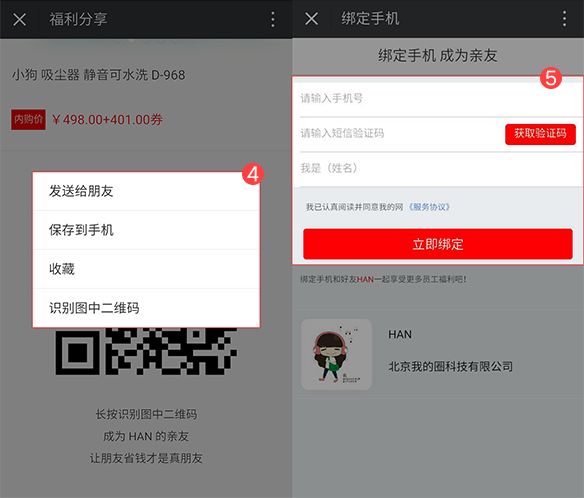 福利分享
小狗 吸尘器 静音可水洗 D-968
内购价 ￥498.00+401.00券
4
发送给朋友
保存到手机
收藏
识别图中二维码
长按识别图中二维码
成为 HAN 的亲友
让朋友省钱才是真朋友
绑定手机
绑定手机 成为亲友
5
请输入手机号
请输入短信验证码
获取验证码
我是（姓名）
我已认真阅读并同意我的网《服务协议》
立即绑定
绑定手机和好友HAN一起享受更多员工福利吧！
HAN
北京我的圈科技有限公司